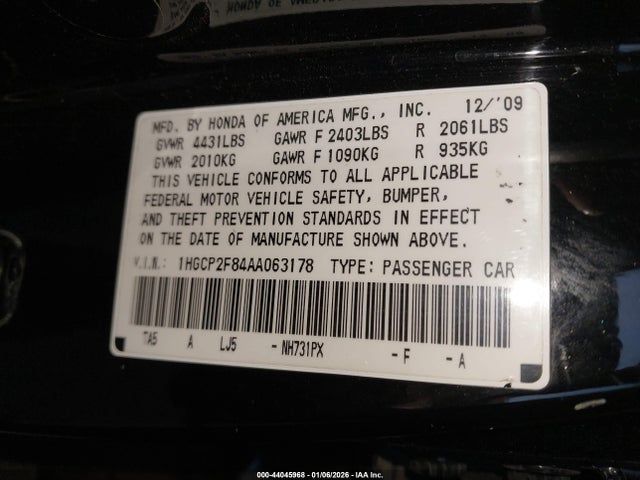 MFD. BY HONDA OF AMERICA MFG., INC. 12/'09
GVWR 4431LBS GAWR F 2403LBS R 2061LBS
GVWR 2010KG GAWR F 1090KG R 935KG
THIS VEHICLE CONFORMS TO ALL APPLICABLE
FEDERAL MOTOR VEHICLE SAFETY, BUMPER,
AND THEFT PREVENTION STANDARDS IN EFFECT
ON THE DATE OF MANUFACTURE SHOWN ABOVE.
V.I.N.: 1HGCP2F84AA063178 TYPE: PASSENGER CAR
TA5 A LJ5 - NH731PX - F - A
000-44045968 - 01/06/2026 - IAA Inc.